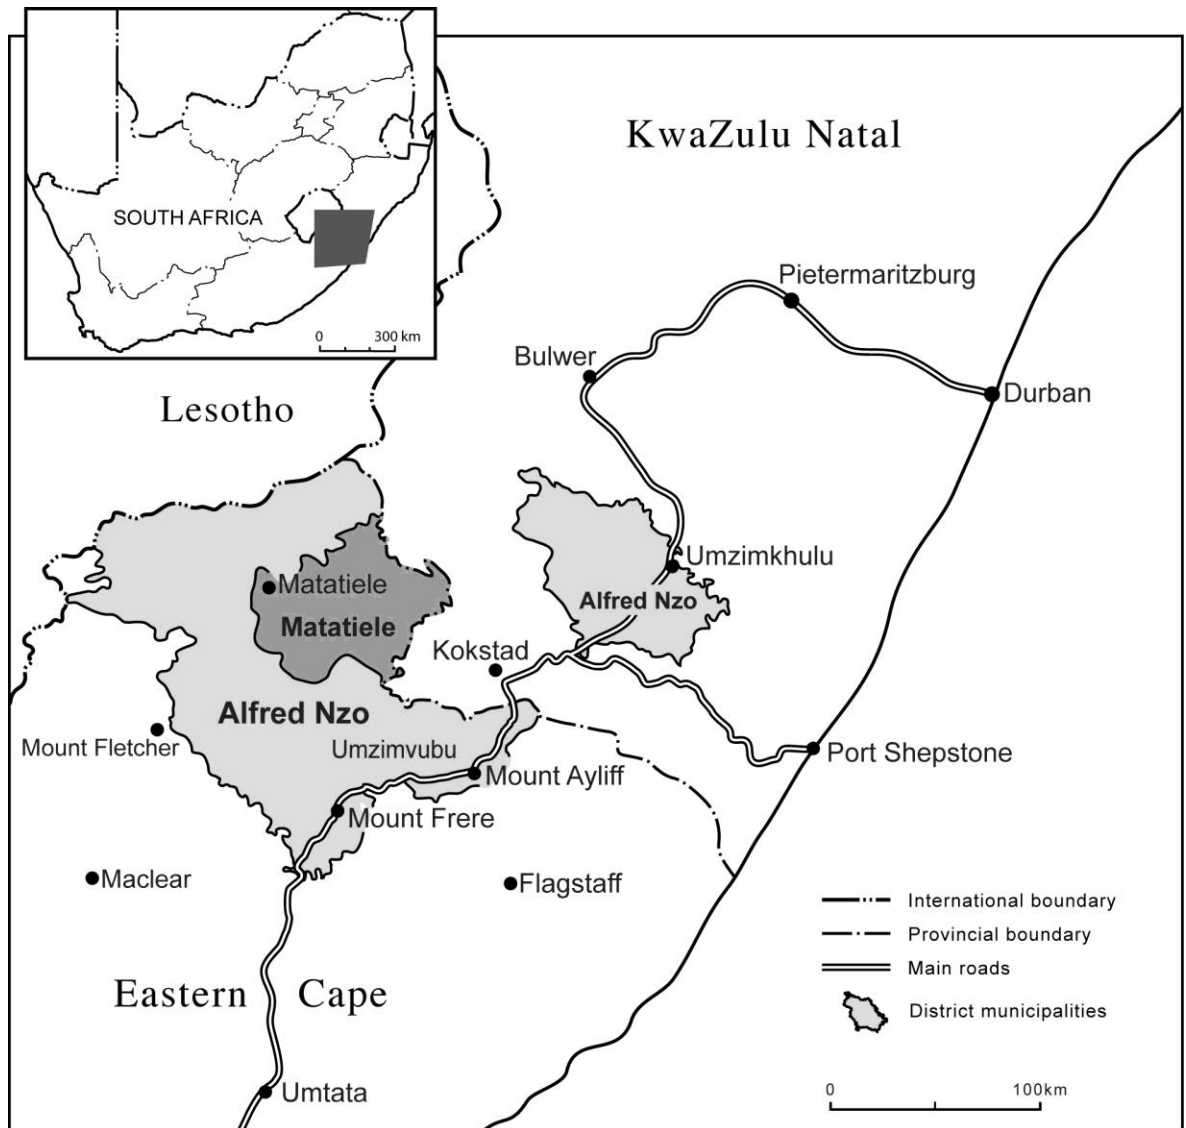 KwaZulu Natal
SOUTH AFRICA
0 300 km
Pietermaritzburg
Bulwer
Durban
Lesotho
Umzimkhulu
Matatiele
Alfred Nzo
Matatiele
Kokstad
Alfred Nzo
Mount Fletcher
Umzimvubu
Port Shepstone
Mount Ayliff
Mount Frere
Maclear
Flagstaff
International boundary
Provincial boundary
Main roads
District municipalities
Eastern Cape
Umtata
0 100km